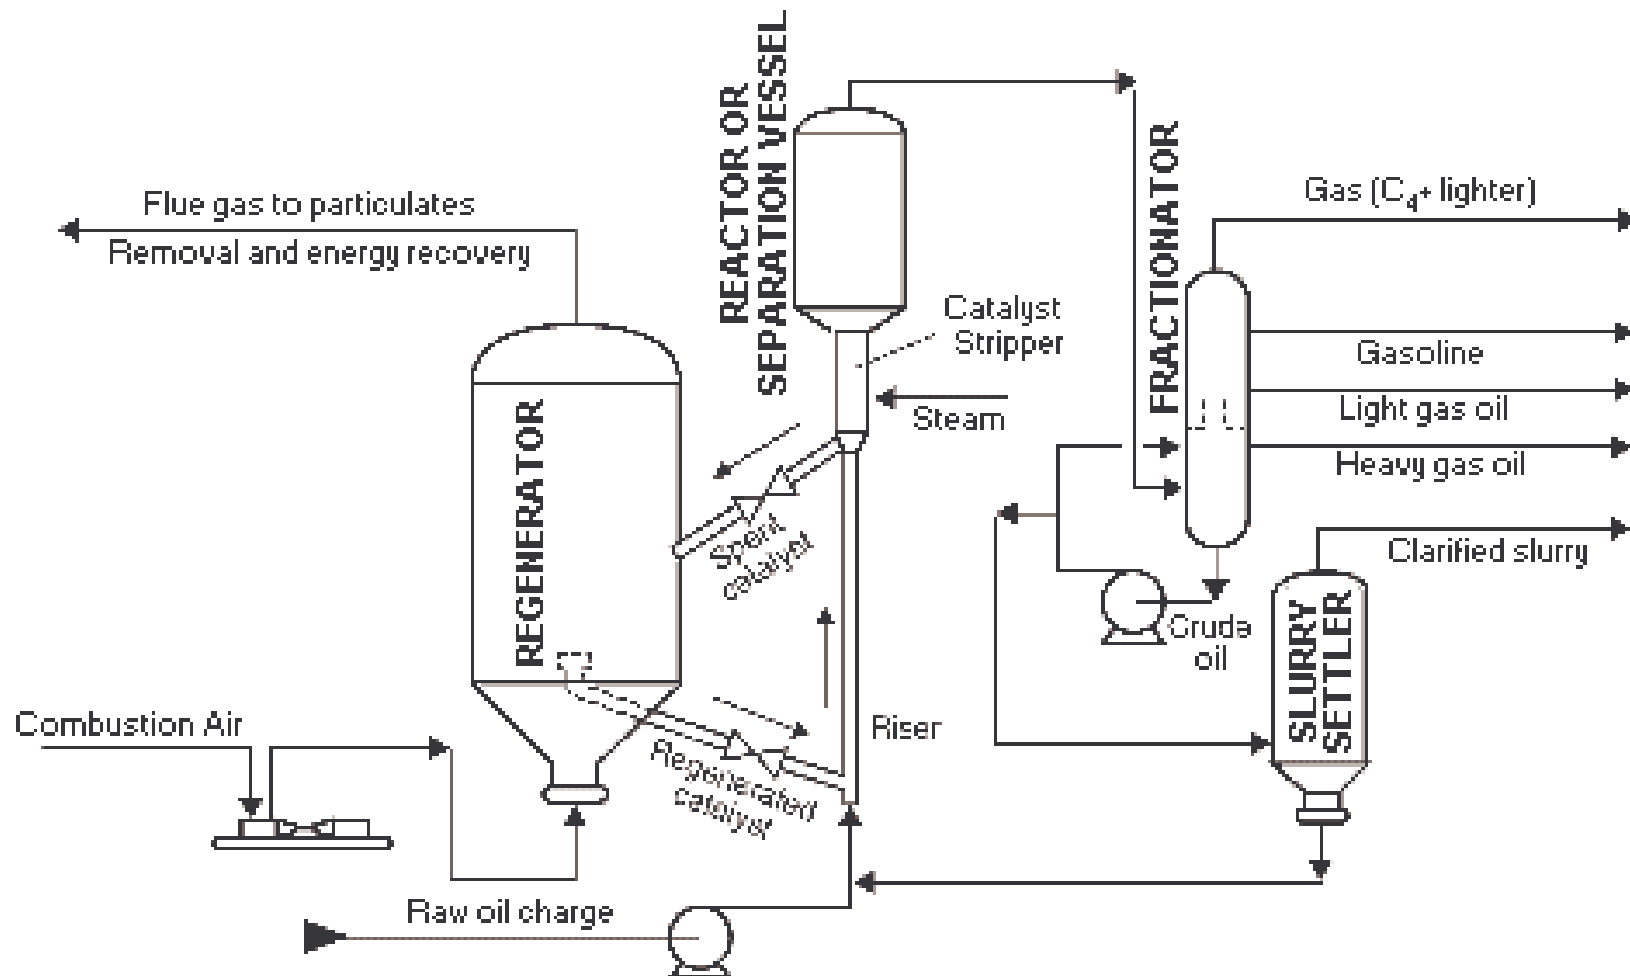 REACTOR OR
SEPARATION VESSEL
FRACTIONATOR
Gas (C₄+ lighter)
Flue gas to particulates
Removal and energy recovery
Catalyst
Stripper
Gasoline
REGENERATOR
Steam
Light gas oil
Heavy gas oil
Spent
catalyst
Clarified slurry
Crude
oil
SLURRY
SETTLER
Combustion Air
Riser
Regenerated
catalyst
Raw oil charge